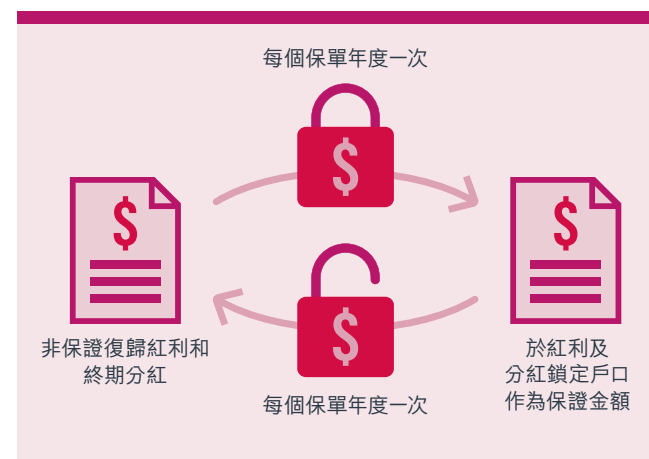 每個保單年度一次
$
$
$
$
非保證復歸紅利和
終期分紅
每個保單年度一次
於紅利及
分紅鎖定戶口
作為保證金額